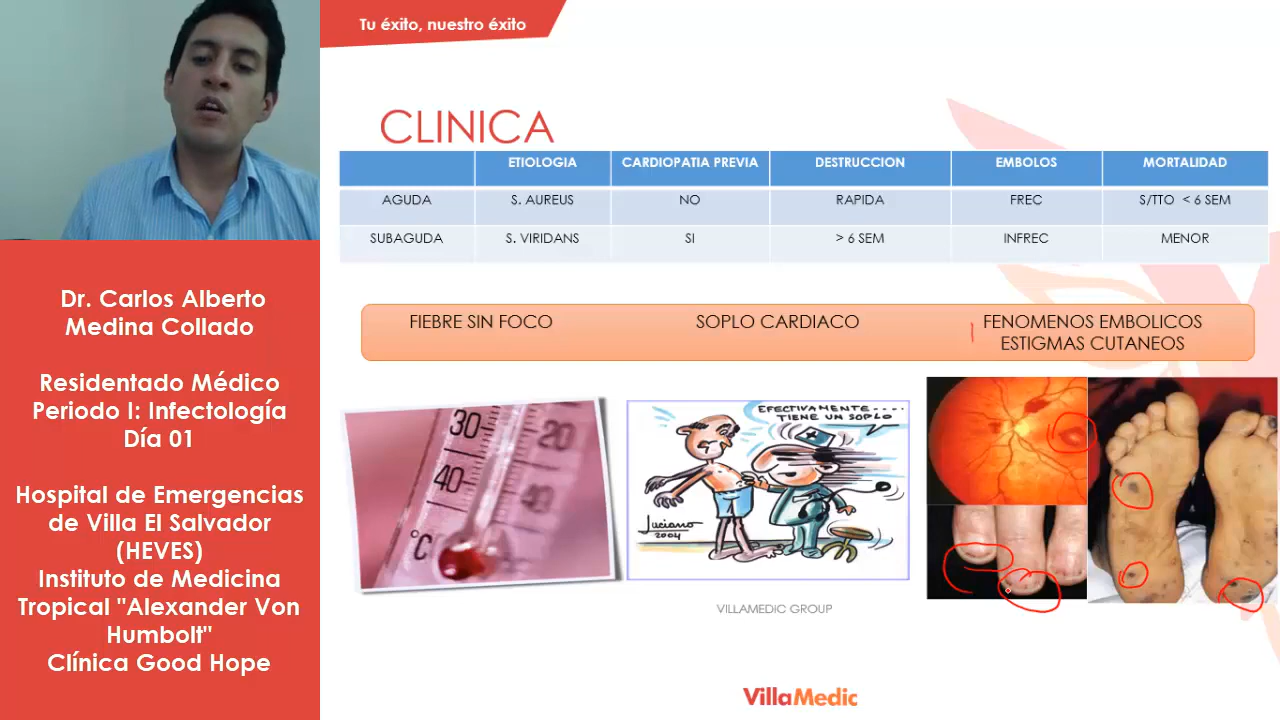 Tu éxito, nuestro éxito
CLINICA
ETIOLOGIA CARDIOPATIA PREVIA DESTRUCCION EMBOLOS MORTALIDAD
AGUDA S. AUREUS NO RAPIDA FREC S/TTO < 6 SEM
SUBAGUDA S. VIRIDANS SI > 6 SEM INFREC MENOR
FIEBRE SIN FOCO SOPLO CARDIACO FENOMENOS EMBOLICOS
ESTIGMAS CUTANEOS
30 20
40 40
°C
EFECTIVAMENTE....
TIENE UN SOPLO
Luciano
2004
VILLAMEDIC GROUP
VillaMedic
Dr. Carlos Alberto
Medina Collado
Residentado Médico
Periodo I: Infectología
Día 01
Hospital de Emergencias
de Villa El Salvador
(HEVES)
Instituto de Medicina
Tropical "Alexander Von
Humbolt"
Clínica Good Hope